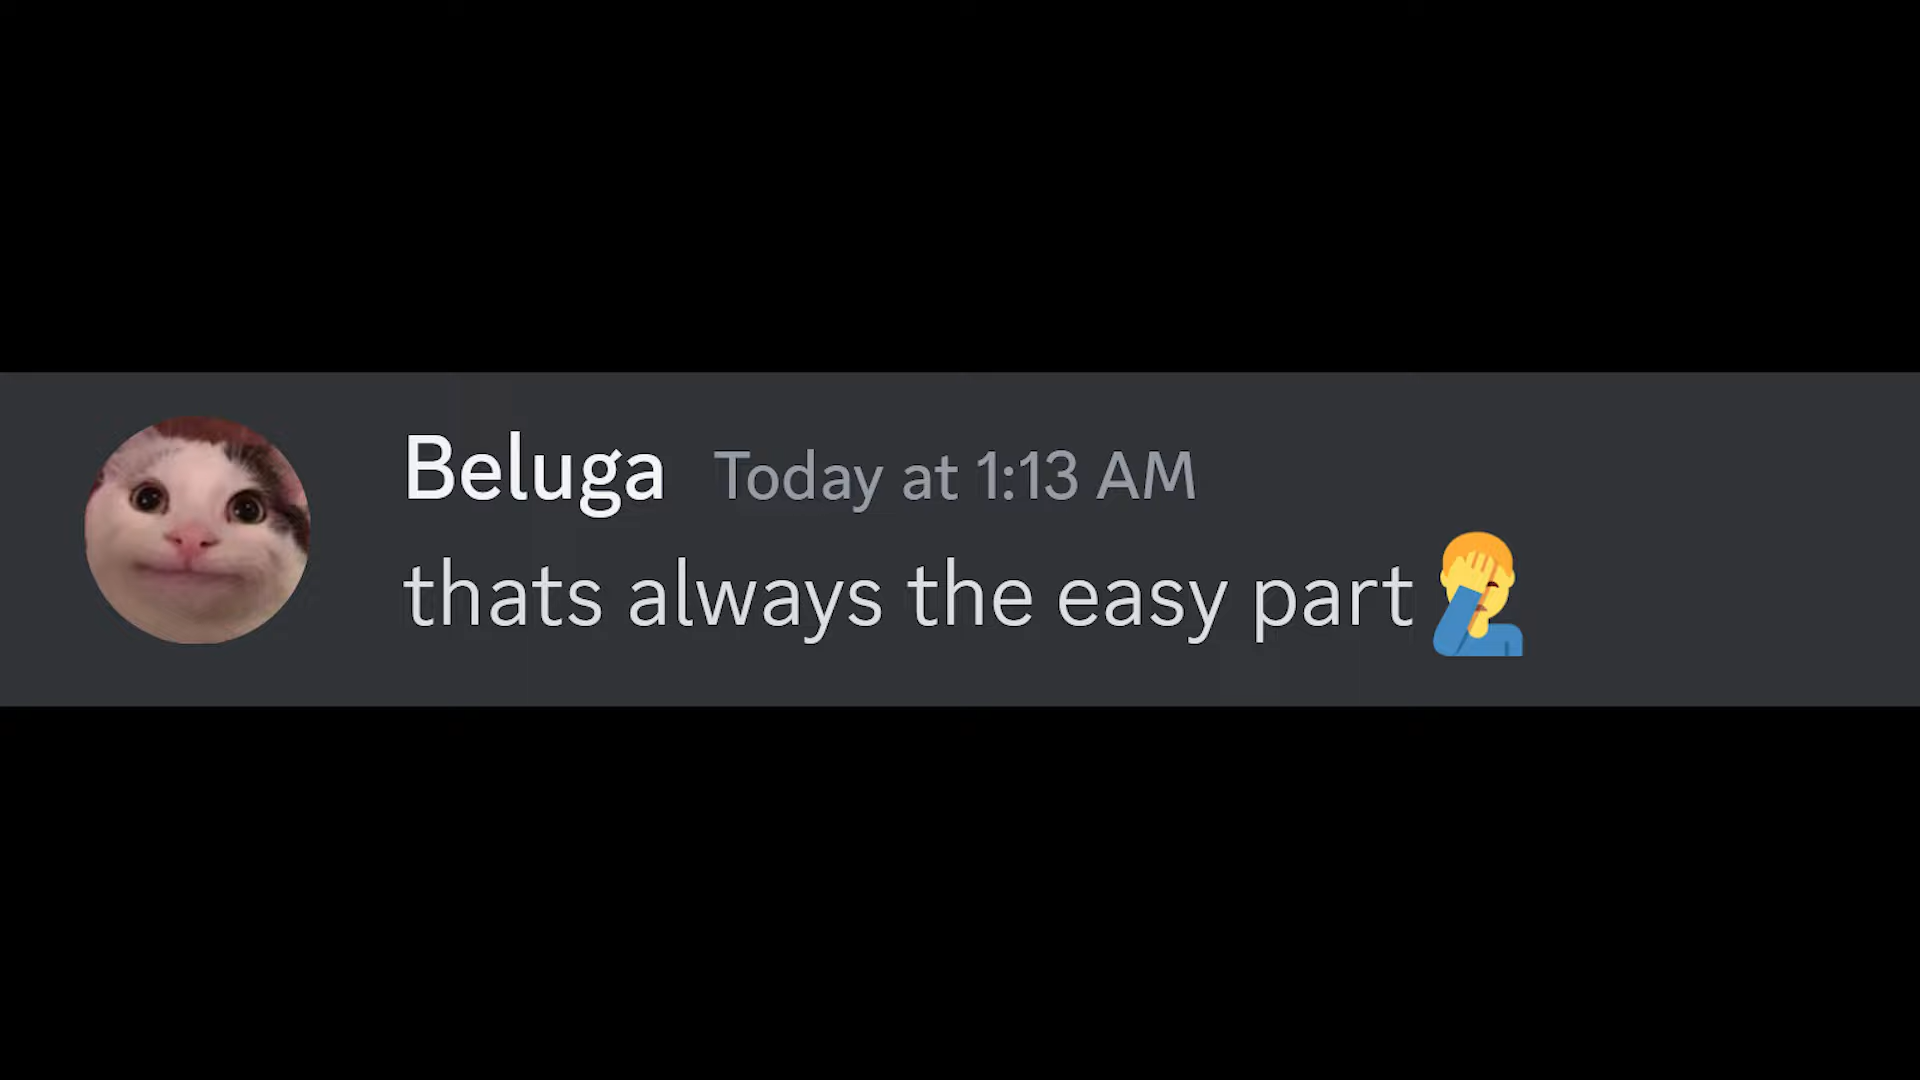 Beluga Today at 1:13 AM
thats always the easy part🤦‍♂️